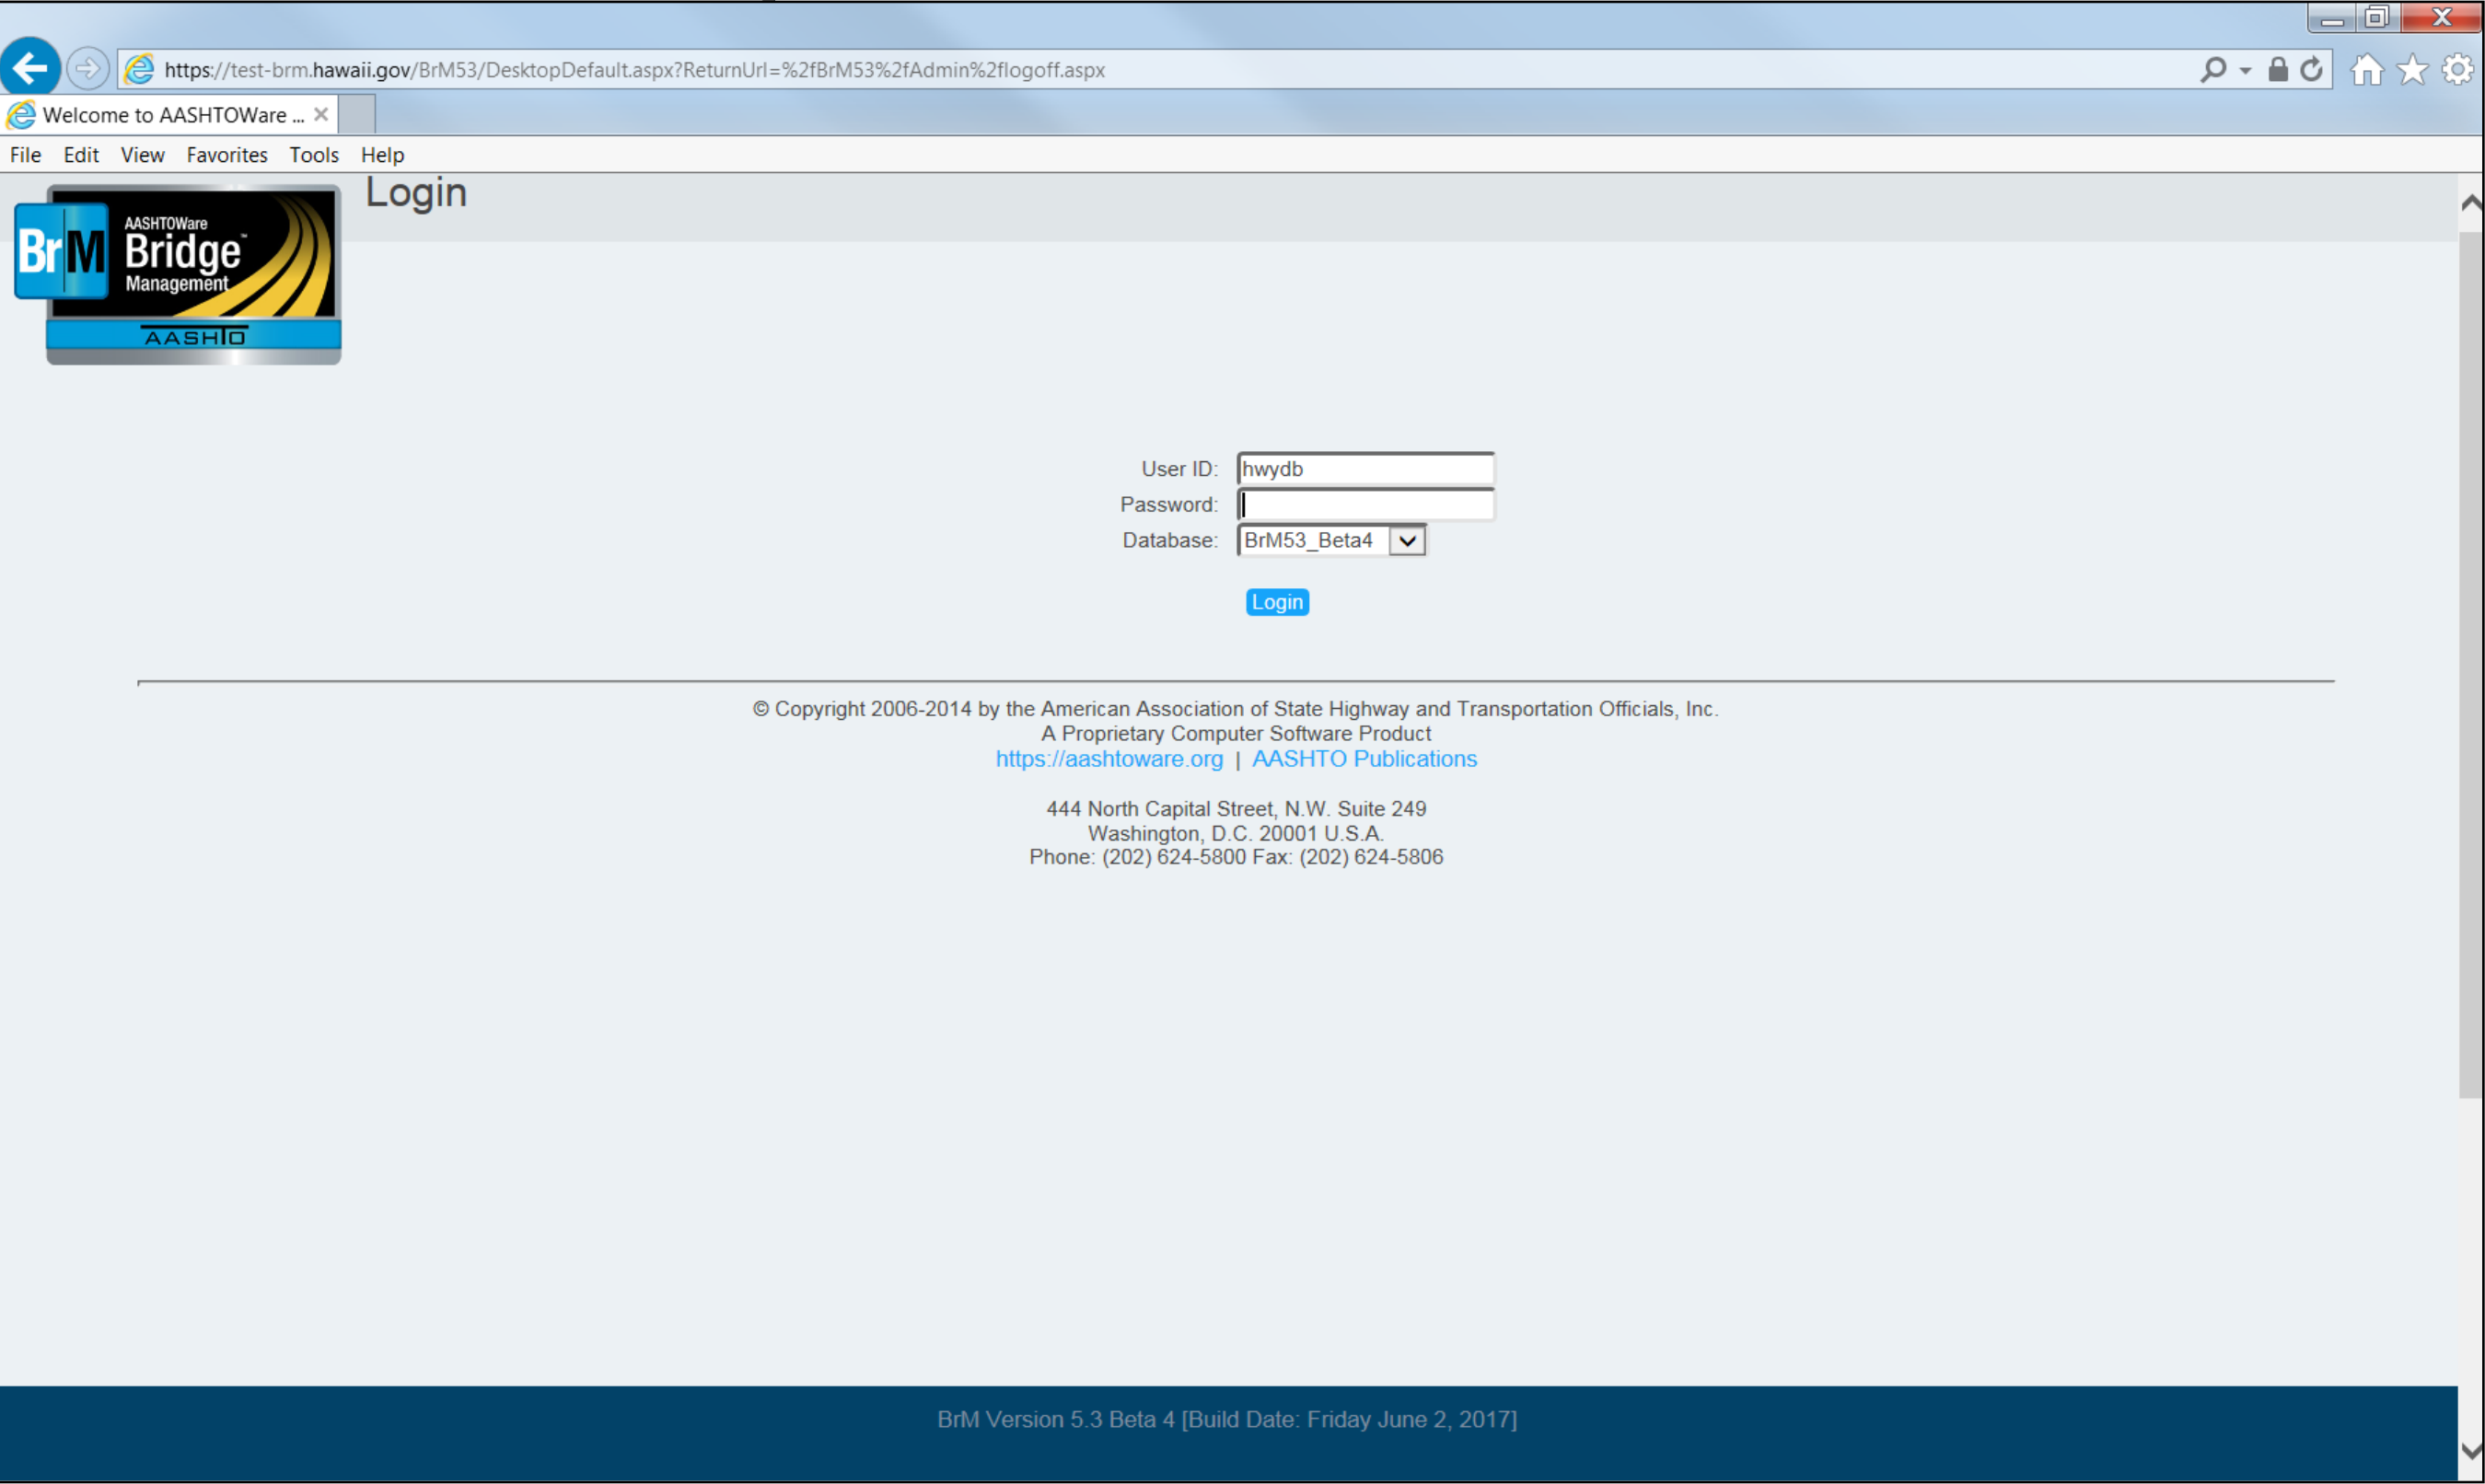 https://test-brm.hawaii.gov/BrM53/DesktopDefault.aspx?ReturnUrl=%2fBrM53%2fAdmin%2flogoff.aspx
Welcome to AASHTOWare ...
File Edit View Favorites Tools Help
Login
BrM
AASHTOWare
Bridge™
Management
AASHTO
User ID: hwydb
Password:
Database: BrM53_Beta4
Login
© Copyright 2006-2014 by the American Association of State Highway and Transportation Officials, Inc.
A Proprietary Computer Software Product
https://aashtoware.org | AASHTO Publications
444 North Capital Street, N.W. Suite 249
Washington, D.C. 20001 U.S.A.
Phone: (202) 624-5800 Fax: (202) 624-5806
BrM Version 5.3 Beta 4 [Build Date: Friday June 2, 2017]